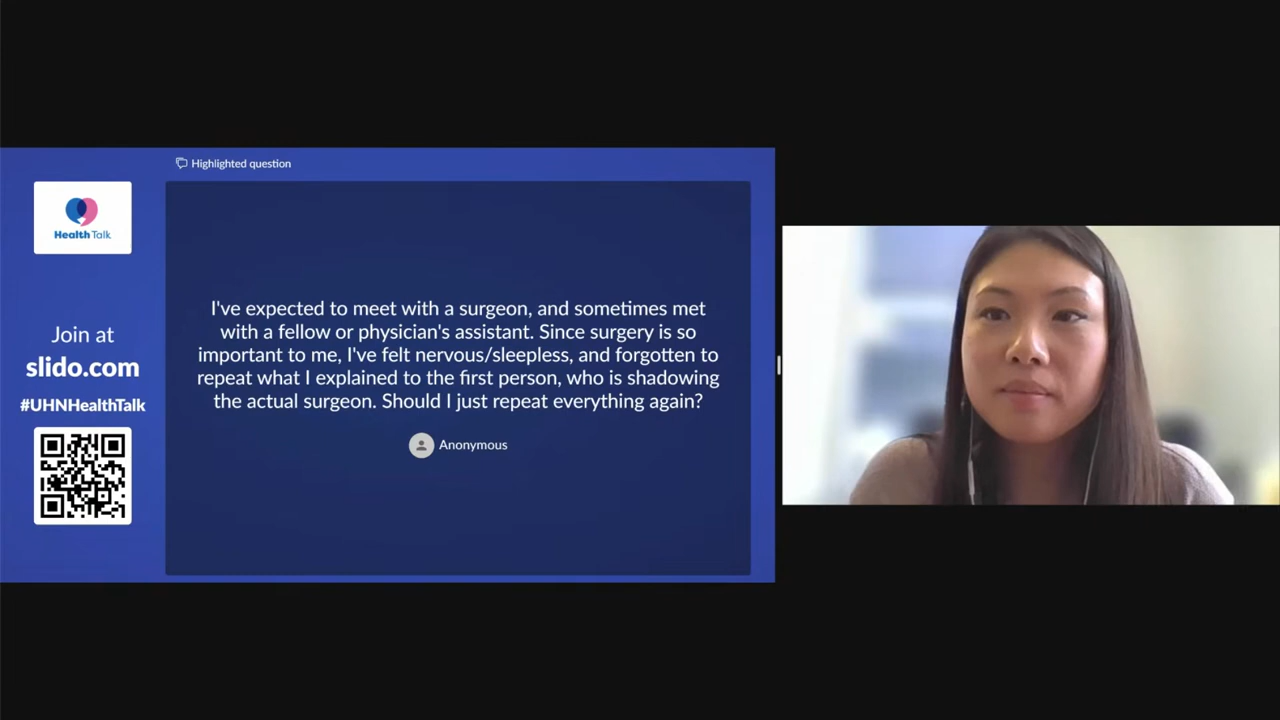 Highlighted question
Health Talk
Join at
slido.com
#UHNHealthTalk
I've expected to meet with a surgeon, and sometimes met
with a fellow or physician's assistant. Since surgery is so
important to me, I've felt nervous/sleepless, and forgotten to
repeat what I explained to the first person, who is shadowing
the actual surgeon. Should I just repeat everything again?
Anonymous